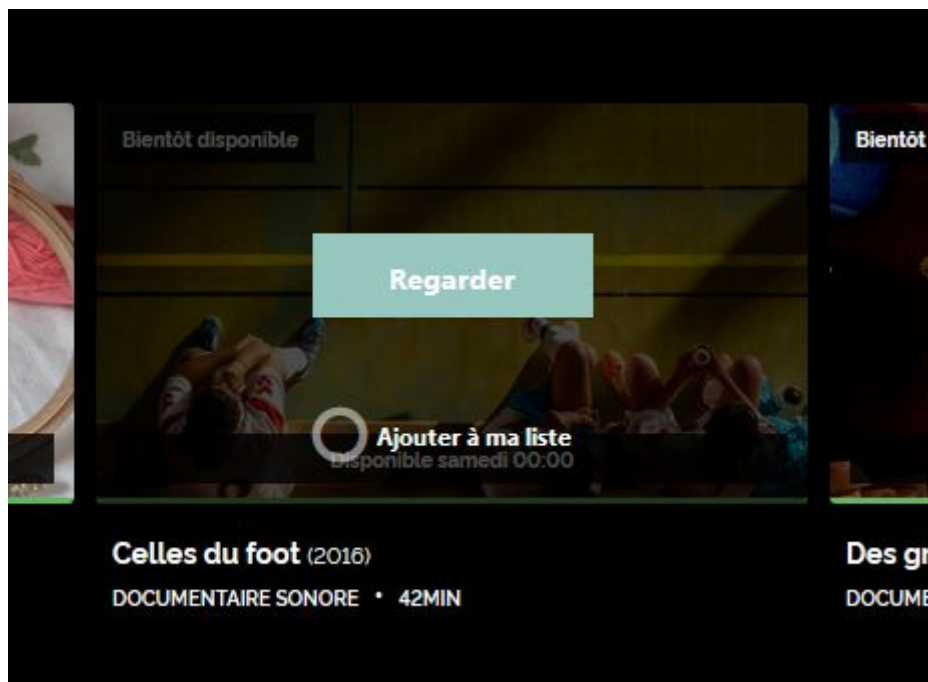 Bientôt disponible
Bientôt
Regarder
Ajouter à ma liste
Disponible samedi 00:00
Celles du foot (2016)
Des gr
DOCUMENTAIRE SONORE • 42MIN
DOCUME